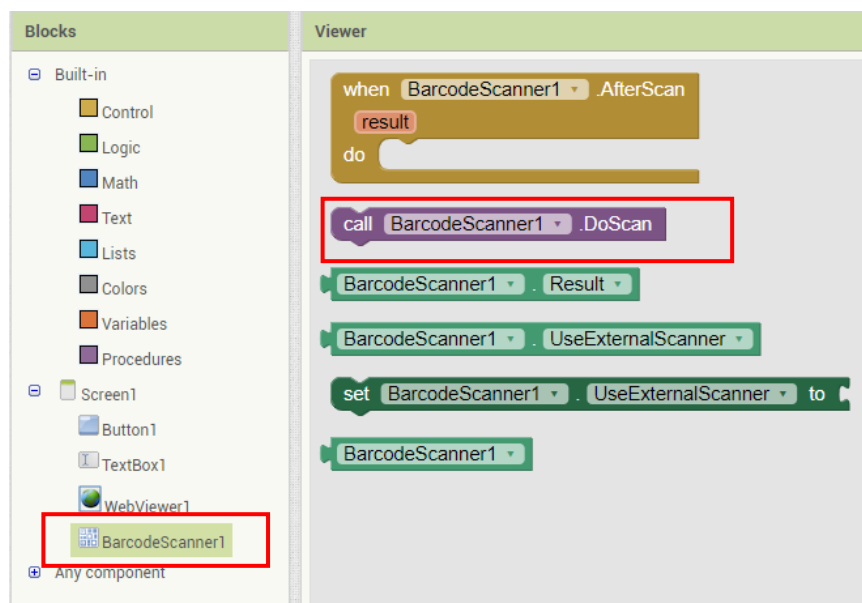 Blocks
Built-in
Control
Logic
Math
Text
Lists
Colors
Variables
Procedures
Screen1
Button1
TextBox1
WebViewer1
BarcodeScanner1
Any component
Viewer
when BarcodeScanner1 .AfterScan
result
do
call BarcodeScanner1 .DoScan
BarcodeScanner1 . Result
BarcodeScanner1 . UseExternalScanner
set BarcodeScanner1 . UseExternalScanner to
BarcodeScanner1